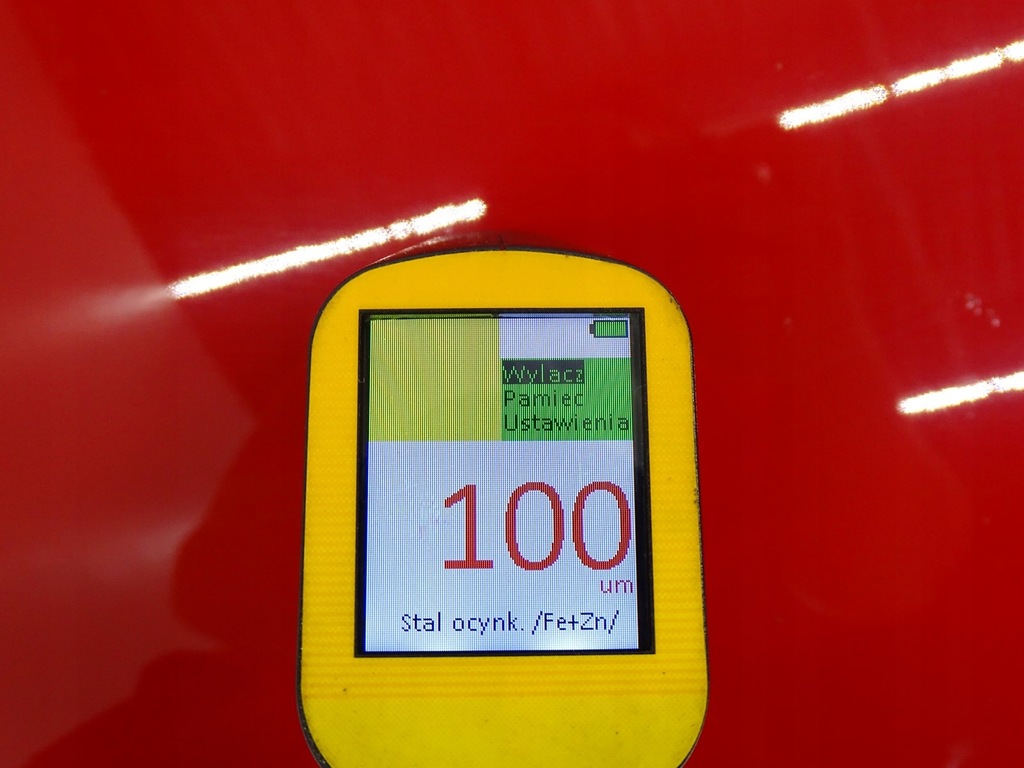 Wylacz
Pamiec
Ustawienia
100
um
Stal ocynk. /Fe+Zn/